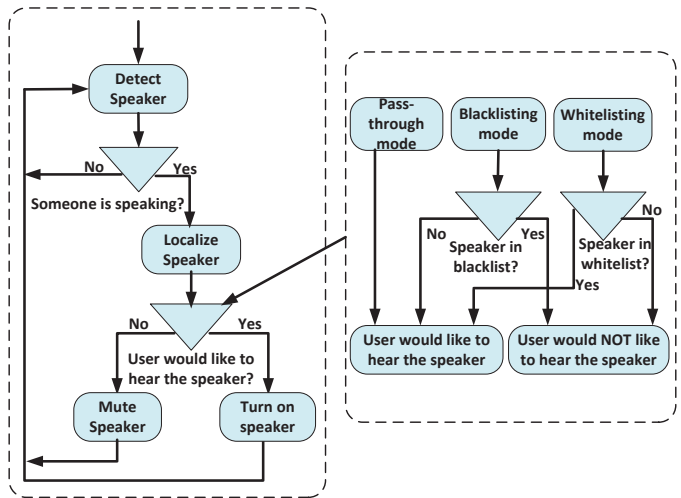 Detect
Speaker
No
Yes
Someone is speaking?
Localize
Speaker
No
Yes
User would like to
hear the speaker?
Mute
Speaker
Turn on
speaker
Pass-
through
mode
Blacklisting
mode
Whitelisting
mode
No
Speaker in
blacklist?
Yes
Speaker in
whitelist?
No
Yes
User would like to
hear the speaker
User would NOT like
to hear the speaker